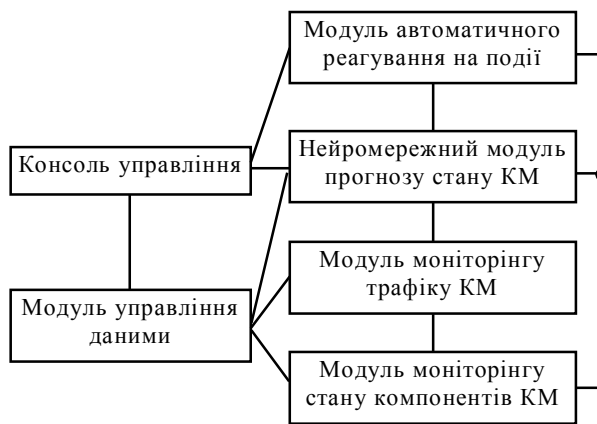 Модуль автоматичного
реагування на події
Консоль управління
Нейромережний модуль
прогнозу стану КМ
Модуль моніторінгу
трафіку КМ
Модуль управління
даними
Модуль моніторінгу
стану компонентів КМ